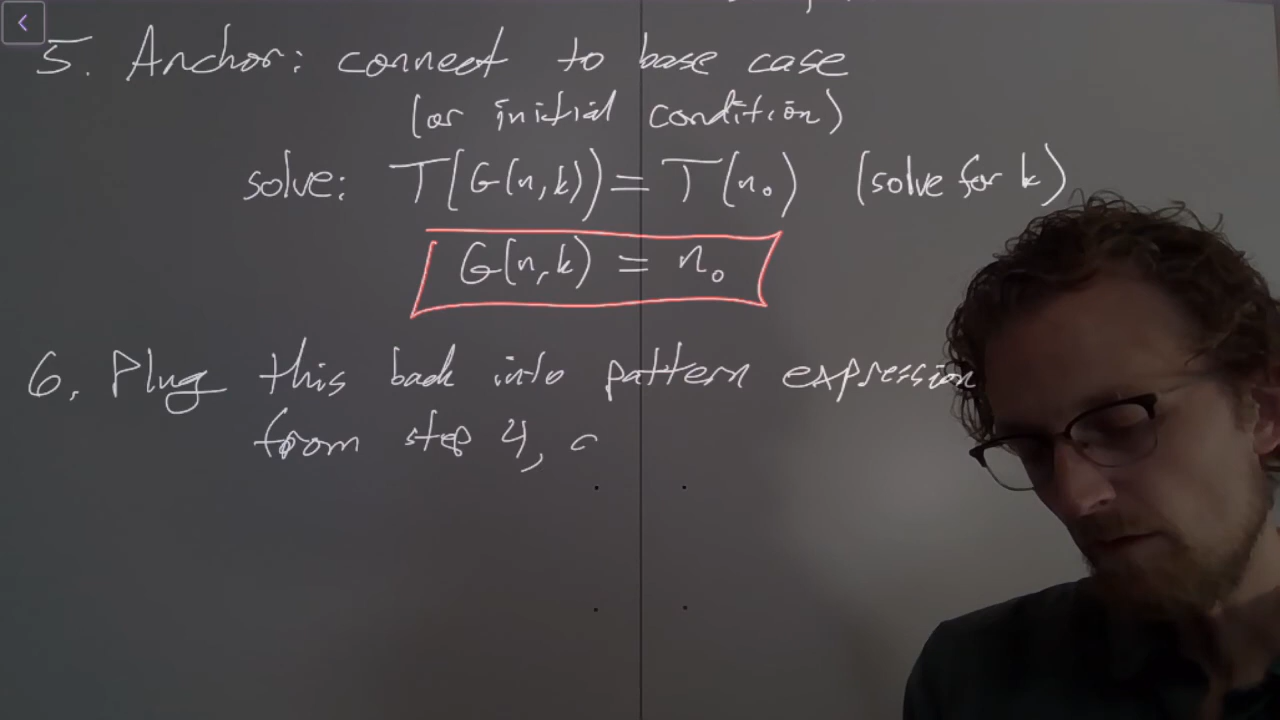 5. Anchor: connect to base case
(or initial condition)
solve: T(G(n,k)) = T(n₀) (solve for k)
G(n,k) = n₀
6. Plug this back into pattern expression
from step 4,